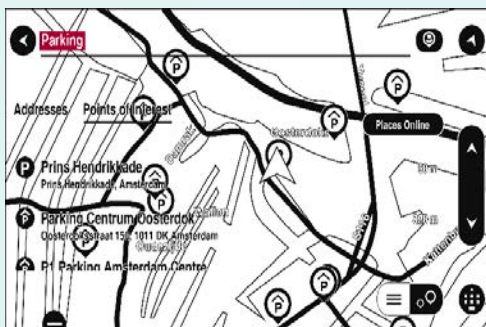 Parking
Addresses
Points of Interest
Places Online
Oosterdok
Prins Hendrikkade
Prins Hendrikkade, Amsterdam
Parking Centrum Oosterdok
Oosterdoksstraat 150, 1011 DK Amsterdam
P1 Parking Amsterdam Centre